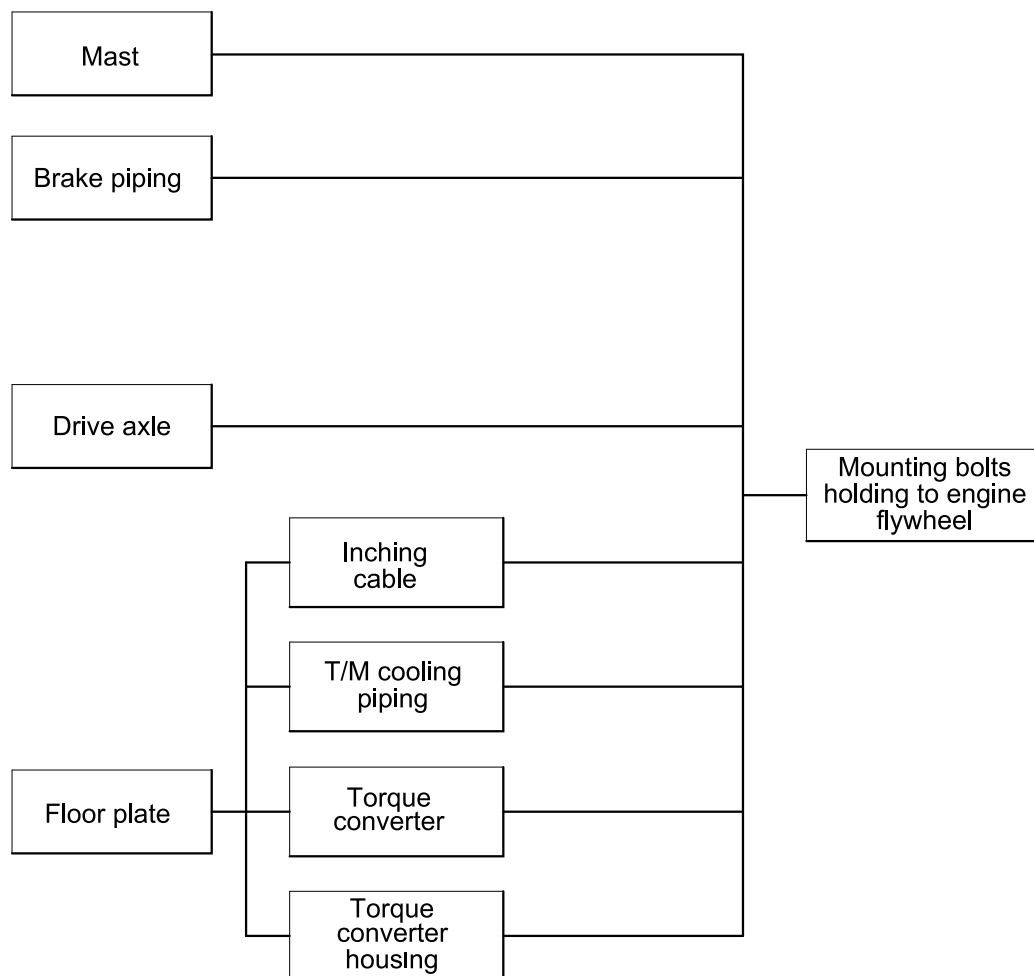 Mast
Brake piping
Drive axle
Mounting bolts
holding to engine
flywheel
Inching
cable
T/M cooling
piping
Floor plate
Torque
converter
Torque
converter
housing